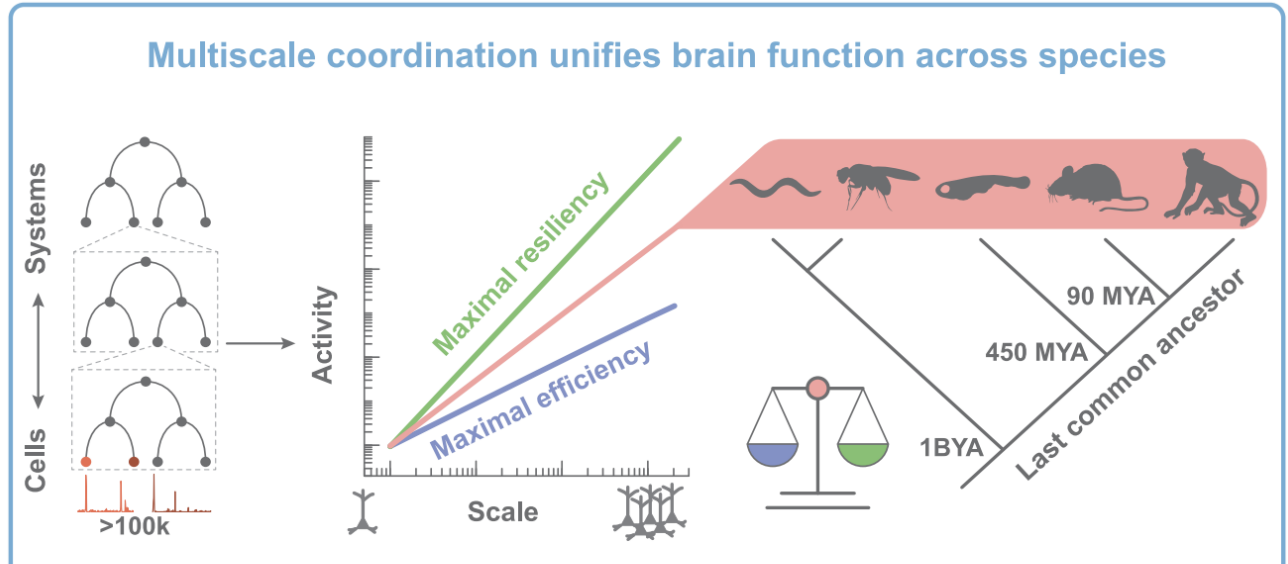 Multiscale coordination unifies brain function across species
Systems
Cells
>100k
Activity
Maximal resiliency
Maximal efficiency
Scale
90 MYA
450 MYA
1BYA
Last common ancestor